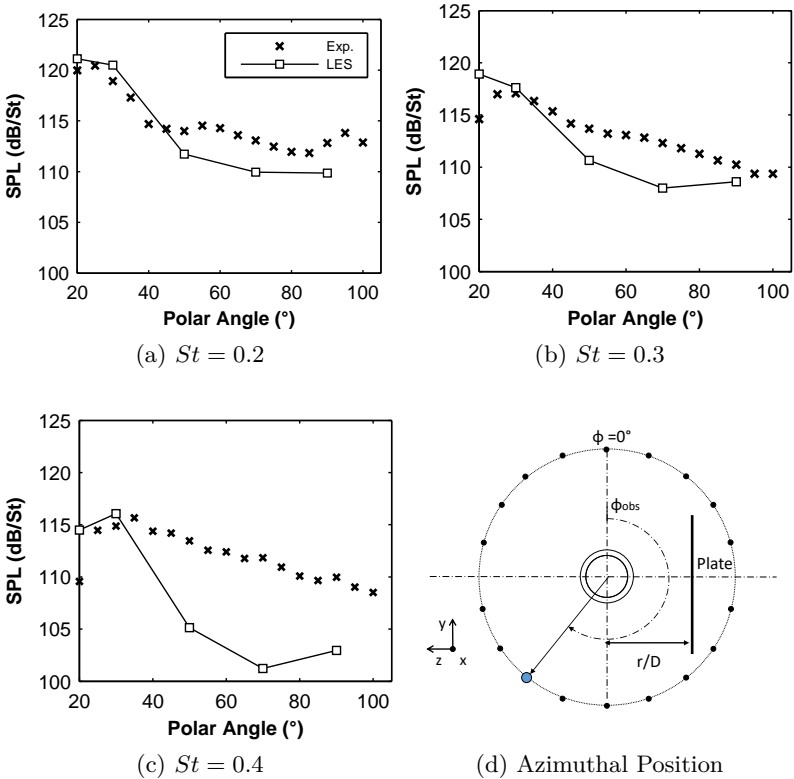 125
120
115
110
105
100
SPL (dB/St)
20 40 60 80 100
Polar Angle (°)
Exp.
LES
(a) St = 0.2
125
120
115
110
105
100
SPL (dB/St)
20 40 60 80 100
Polar Angle (°)
(b) St = 0.3
125
120
115
110
105
100
SPL (dB/St)
20 40 60 80 100
Polar Angle (°)
(c) St = 0.4
ϕ =0°
ϕobs
Plate
r/D
y
z x
(d) Azimuthal Position